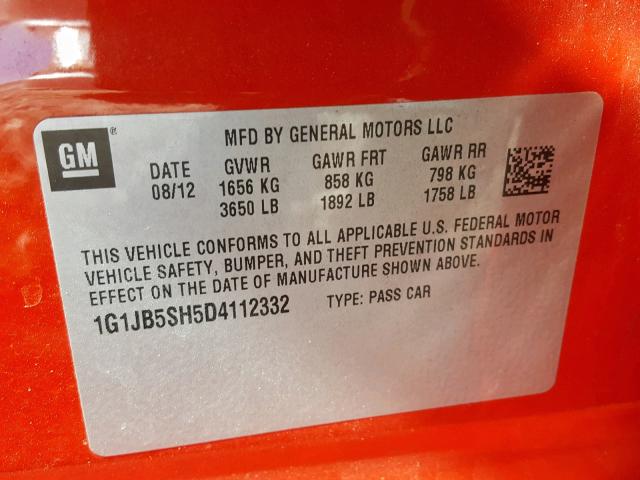 GM®
MFD BY GENERAL MOTORS LLC
DATE GVWR GAWR FRT GAWR RR
08/12 1656 KG 858 KG 798 KG
3650 LB 1892 LB 1758 LB
THIS VEHICLE CONFORMS TO ALL APPLICABLE U.S. FEDERAL MOTOR
VEHICLE SAFETY, BUMPER, AND THEFT PREVENTION STANDARDS IN
EFFECT ON THE DATE OF MANUFACTURE SHOWN ABOVE.
1G1JB5SH5D4112332 TYPE: PASS CAR